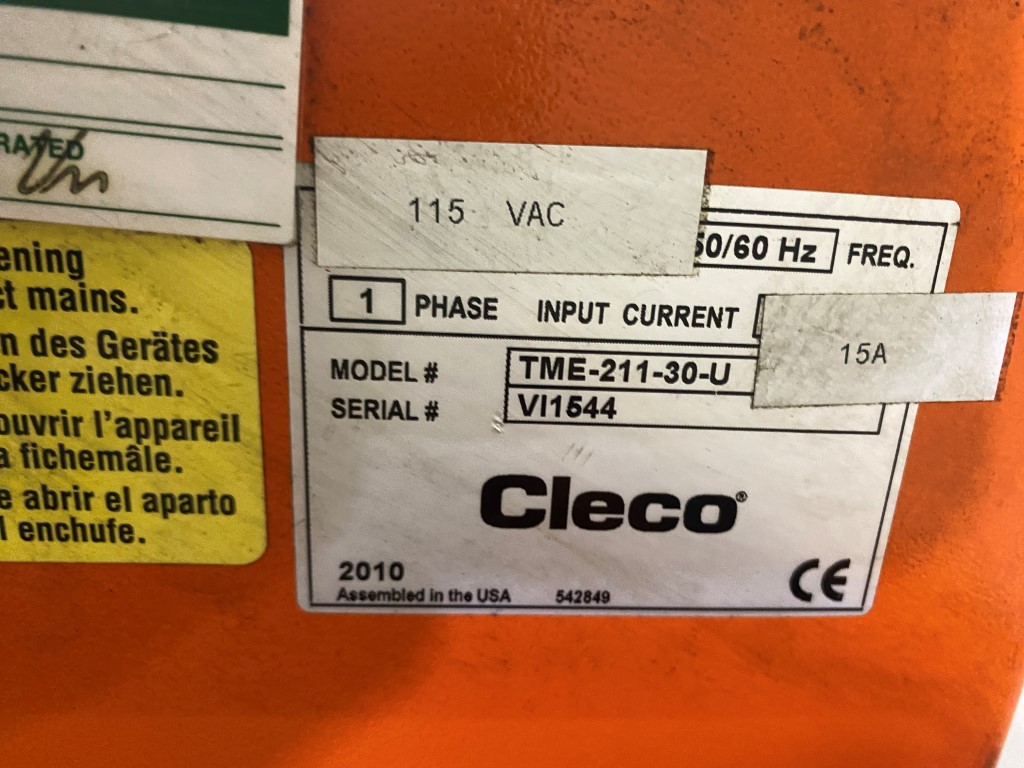 RATED
115 VAC
50/60 Hz FREQ.
1 PHASE INPUT CURRENT 15A
MODEL # TME-211-30-U
SERIAL # VI1544
Cleco®
2010
Assembled in the USA 542849
CE
ening
ct mains.
n des Gerätes
cker ziehen.
ouvrir l'appareil
a fichemâle.
e abrir el aparto
l enchufe.